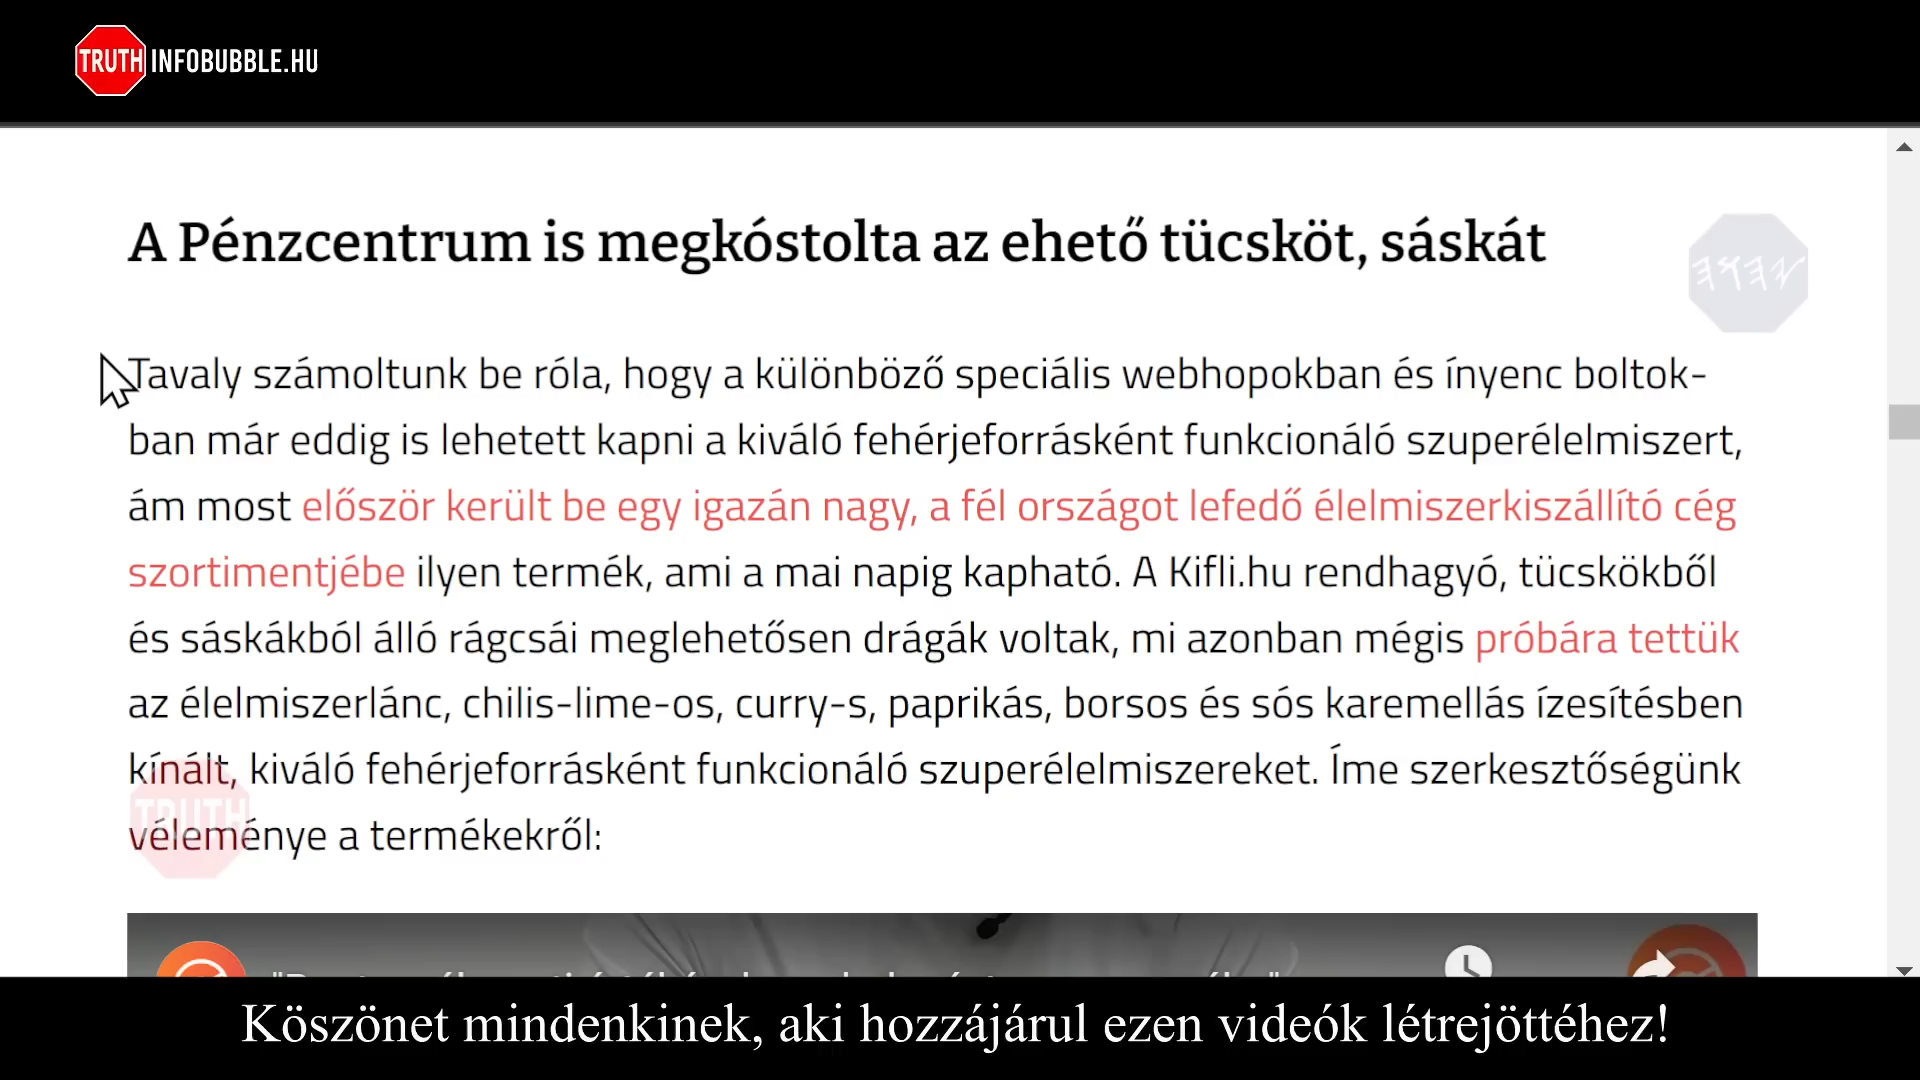 TRUTH INFOBUBBLE.HU
A Pénzcentrum is megkóstolta az ehető tücsköt, sáskát
Tavaly számoltunk be róla, hogy a különböző speciális webhopokban és ínyenc boltok-
ban már eddig is lehetett kapni a kiváló fehérjeforrásként funkcionáló szuperélelmiszert,
ám most először került be egy igazán nagy, a fél országot lefedő élelmiszerkiszállító cég
szortimentjébe ilyen termék, ami a mai napig kapható. A Kifli.hu rendhagyó, tücskökből
és sáskákból álló rágcsái meglehetősen drágák voltak, mi azonban mégis próbára tettük
az élelmiszerlánc, chilis-lime-os, curry-s, paprikás, borsos és sós karemellás ízesítésben
kínált, kiváló fehérjeforrásként funkcionáló szuperélelmiszereket. Íme szerkesztőségünk
véleménye a termékekről:
TRUTH
Köszönet mindenkinek, aki hozzájárul ezen videók létrejöttéhez!